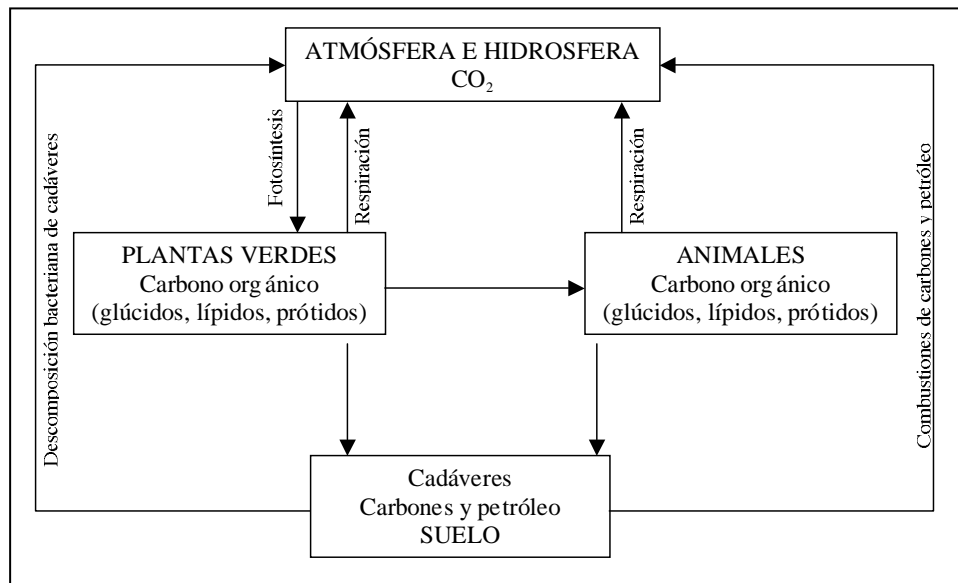 ATMÓSFERA E HIDROSFERA
CO₂
Descomposición bacteriana de cadáveres
Fotosíntesis
Respiración
Respiración
Combustiones de carbones y petróleo
PLANTAS VERDES
Carbono orgánico
(glúcidos, lípidos, prótidos)
ANIMALES
Carbono orgánico
(glúcidos, lípidos, prótidos)
Cadáveres
Carbones y petróleo
SUELO